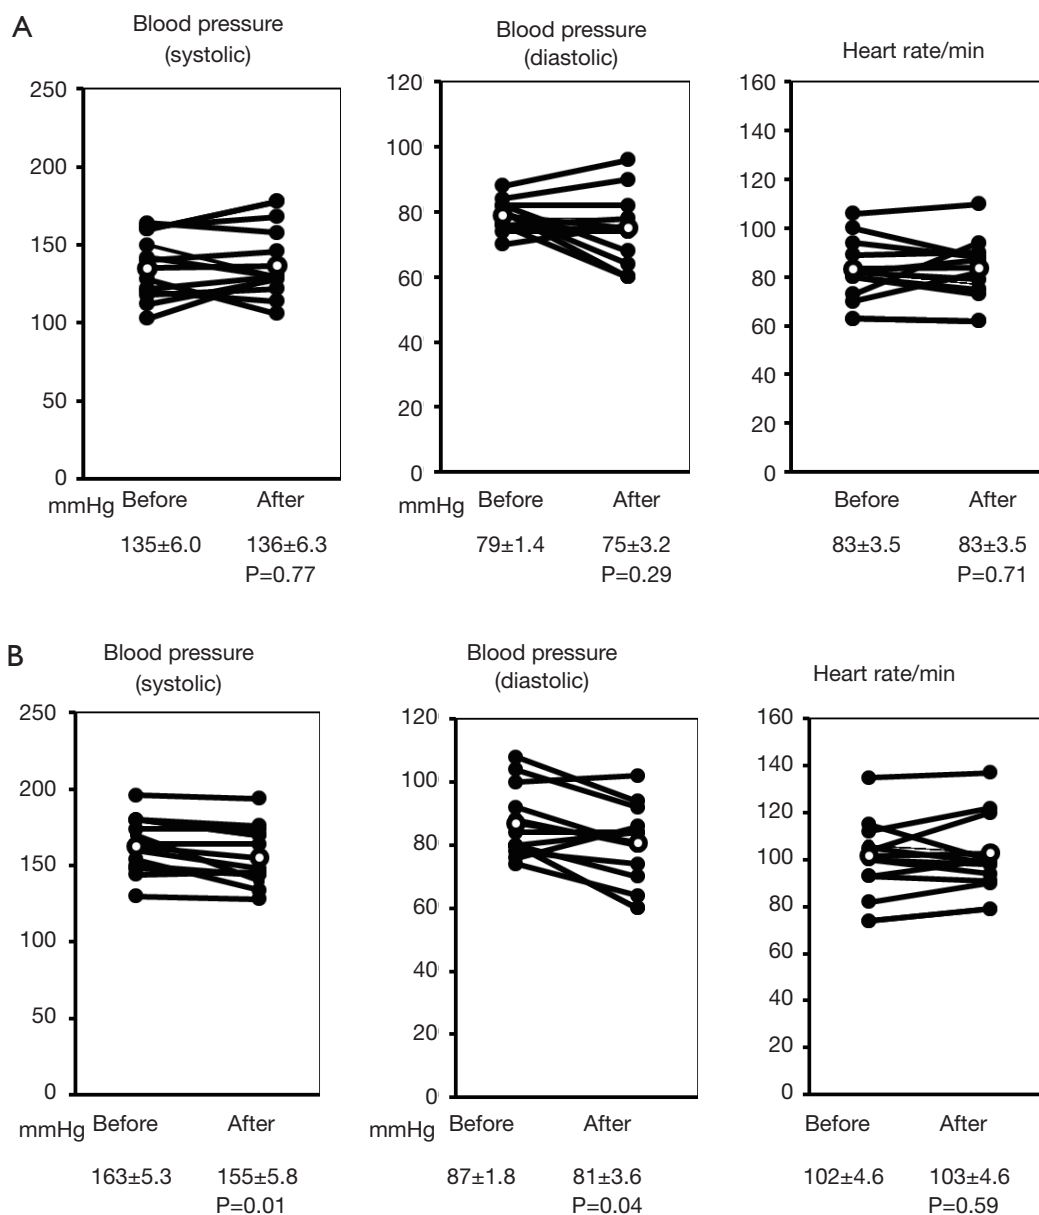 A
Blood pressure
(systolic)
250
200
150
100
50
0
mmHg Before After
135±6.0 136±6.3
P=0.77
Blood pressure
(diastolic)
120
100
80
60
40
20
0
mmHg Before After
79±1.4 75±3.2
P=0.29
Heart rate/min
160
140
120
100
80
60
40
20
0
Before After
83±3.5 83±3.5
P=0.71
B
Blood pressure
(systolic)
250
200
150
100
50
0
mmHg Before After
163±5.3 155±5.8
P=0.01
Blood pressure
(diastolic)
120
100
80
60
40
20
0
mmHg Before After
87±1.8 81±3.6
P=0.04
Heart rate/min
160
140
120
100
80
60
40
20
0
Before After
102±4.6 103±4.6
P=0.59